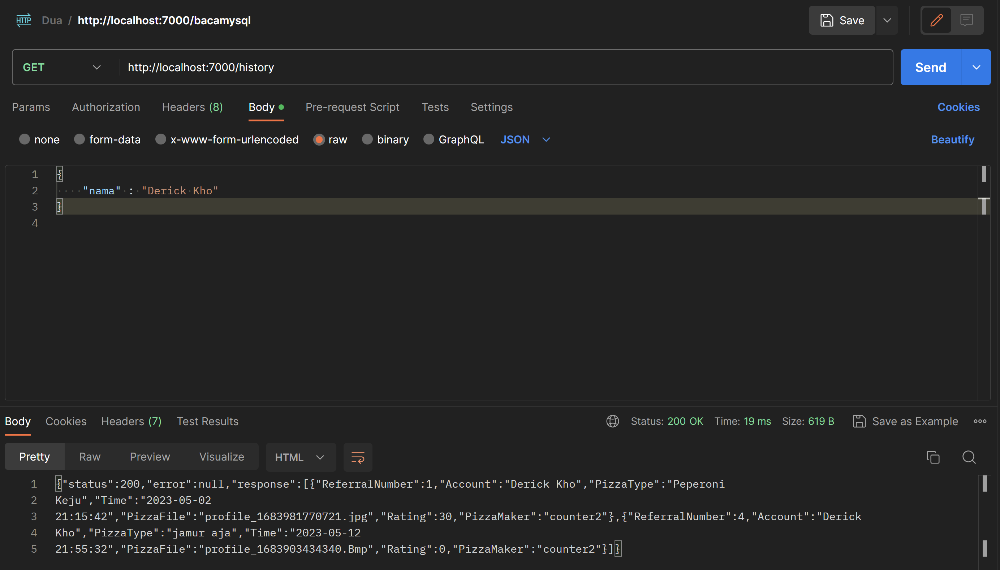 HTTP Dua / http://localhost:7000/bacamysql Save
GET http://localhost:7000/history Send
Params Authorization Headers (8) Body Pre-request Script Tests Settings Cookies
none form-data x-www-form-urlencoded raw binary GraphQL JSON Beautify
1 {
2 "nama" : "Derick Kho"
3 }
4
Body Cookies Headers (7) Test Results Status: 200 OK Time: 19 ms Size: 619 B Save as Example
Pretty Raw Preview Visualize HTML
1 {"status":200,"error":null,"response":[{"ReferralNumber":1,"Account":"Derick Kho","PizzaType":"Peperoni
2 Keju","Time":"2023-05-02
3 21:15:42","PizzaFile":"profile_1683981770721.jpg","Rating":30,"PizzaMaker":"counter2"},{"ReferralNumber":4,"Account":"Derick
4 Kho","PizzaType":"jamur aja","Time":"2023-05-12
5 21:55:32","PizzaFile":"profile_1683903434340.Bmp","Rating":0,"PizzaMaker":"counter2"}]}